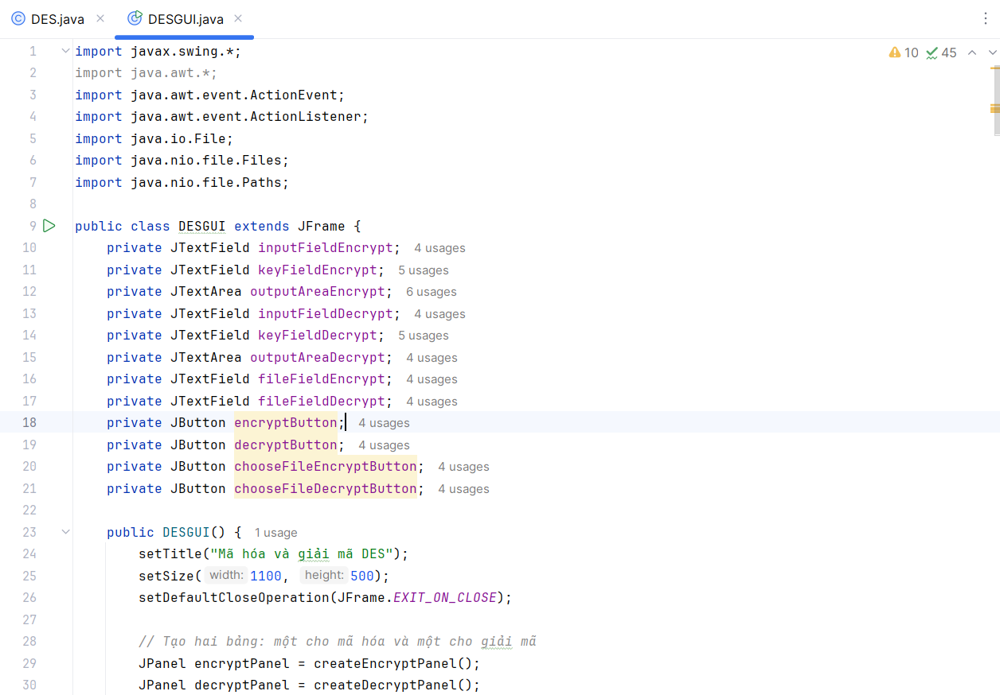 DES.java
DESGUI.java
10 45
1 import javax.swing.*;
2 import java.awt.*;
3 import java.awt.event.ActionEvent;
4 import java.awt.event.ActionListener;
5 import java.io.File;
6 import java.nio.file.Files;
7 import java.nio.file.Paths;
8
9 public class DESGUI extends JFrame {
10 private JTextField inputFieldEncrypt; 4 usages
11 private JTextField keyFieldEncrypt; 5 usages
12 private JTextArea outputAreaEncrypt; 6 usages
13 private JTextField inputFieldDecrypt; 4 usages
14 private JTextField keyFieldDecrypt; 5 usages
15 private JTextArea outputAreaDecrypt; 4 usages
16 private JTextField fileFieldEncrypt; 4 usages
17 private JTextField fileFieldDecrypt; 4 usages
18 private JButton encryptButton; 4 usages
19 private JButton decryptButton; 4 usages
20 private JButton chooseFileEncryptButton; 4 usages
21 private JButton chooseFileDecryptButton; 4 usages
22
23 public DESGUI() { 1 usage
24 setTitle("Mã hóa và giải mã DES");
25 setSize( width: 1100, height: 500);
26 setDefaultCloseOperation(JFrame.EXIT_ON_CLOSE);
27
28 // Tạo hai bảng: một cho mã hóa và một cho giải mã
29 JPanel encryptPanel = createEncryptPanel();
30 JPanel decryptPanel = createDecryptPanel();